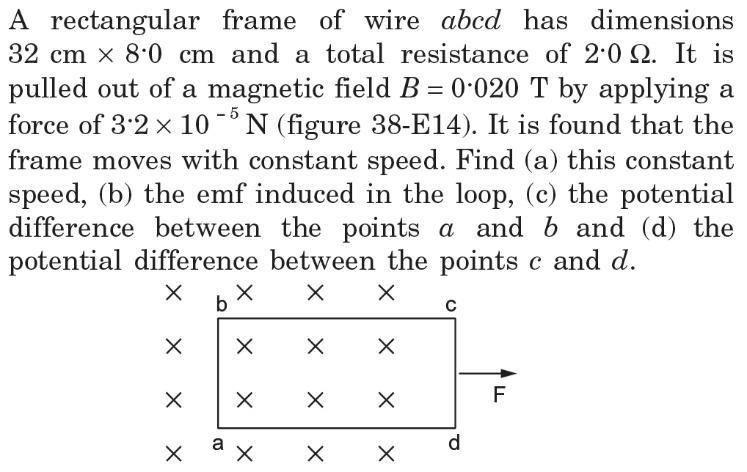 A rectangular frame of wire abcd has dimensions
32 cm × 8·0 cm and a total resistance of 2·0 Ω. It is
pulled out of a magnetic field B = 0·020 T by applying a
force of 3·2 × 10⁻⁵ N (figure 38-E14). It is found that the
frame moves with constant speed. Find (a) this constant
speed, (b) the emf induced in the loop, (c) the potential
difference between the points a and b and (d) the
potential difference between the points c and d.
b c
F
a d